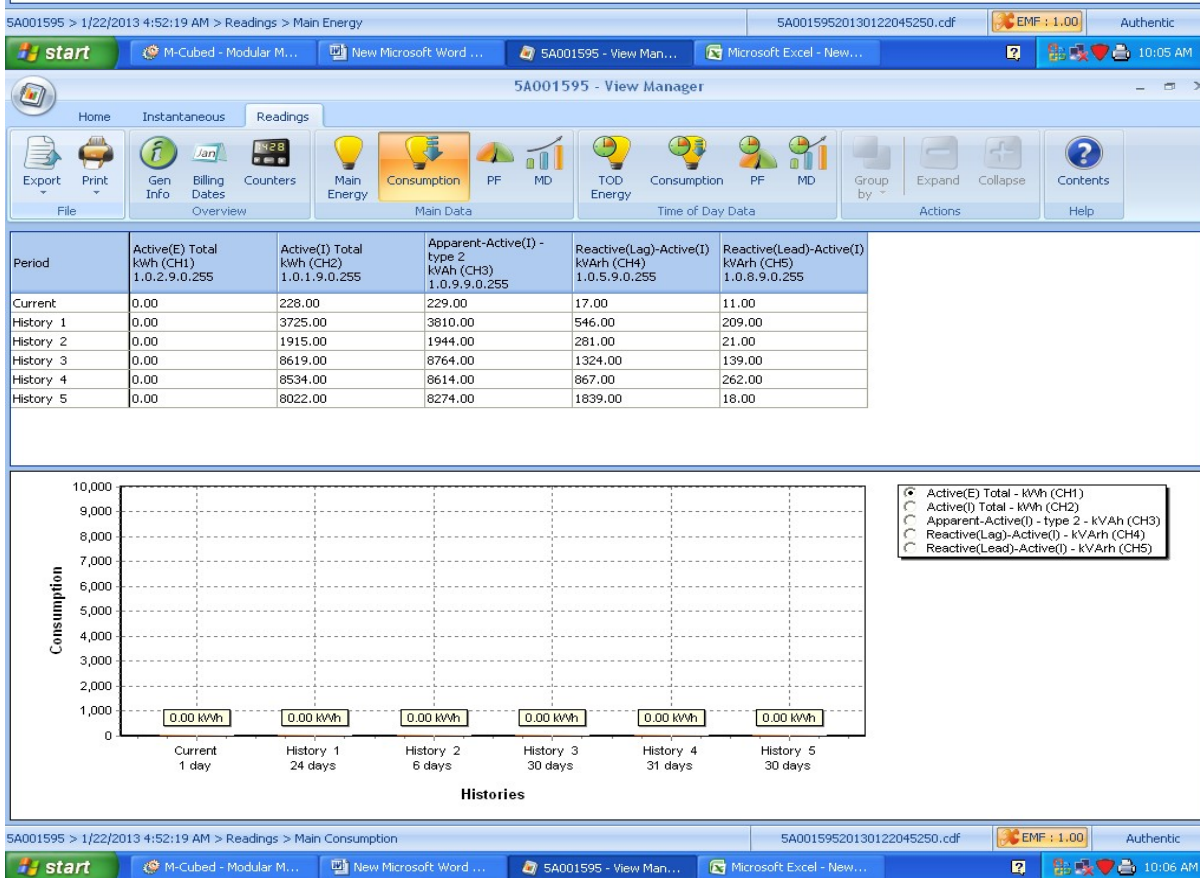 5A001595 > 1/22/2013 4:52:19 AM > Readings > Main Energy 5A00159520130122045250.cdf EMF : 1.00 Authentic
start M-Cubed - Modular M... New Microsoft Word ... 5A001595 - View Man... Microsoft Excel - New... 10:05 AM
5A001595 - View Manager
Home Instantaneous Readings
Export Print Gen Info Billing Dates Counters Main Energy Consumption PF MD TOD Energy Consumption PF MD Group by Expand Collapse Contents
File Overview Main Data Time of Day Data Actions Help
Period Active(E) Total kWh (CH1) 1.0.2.9.0.255 Active(I) Total kWh (CH2) 1.0.1.9.0.255 Apparent-Active(I) - type 2 kVAh (CH3) 1.0.9.9.0.255 Reactive(Lag)-Active(I) kVArh (CH4) 1.0.5.9.0.255 Reactive(Lead)-Active(I) kVArh (CH5) 1.0.8.9.0.255
Current 0.00 228.00 229.00 17.00 11.00
History 1 0.00 3725.00 3810.00 546.00 209.00
History 2 0.00 1915.00 1944.00 281.00 21.00
History 3 0.00 8619.00 8764.00 1324.00 139.00
History 4 0.00 8534.00 8614.00 867.00 262.00
History 5 0.00 8022.00 8274.00 1839.00 18.00
10,000
9,000
8,000
7,000
6,000
5,000
4,000
3,000
2,000
1,000
0
Consumption
0.00 kWh 0.00 kWh 0.00 kWh 0.00 kWh 0.00 kWh 0.00 kWh
Current History 1 History 2 History 3 History 4 History 5
1 day 24 days 6 days 30 days 31 days 30 days
Histories
Active(E) Total - kWh (CH1)
Active(I) Total - kWh (CH2)
Apparent-Active(I) - type 2 - kVAh (CH3)
Reactive(Lag)-Active(I) - kVArh (CH4)
Reactive(Lead)-Active(I) - kVArh (CH5)
5A001595 > 1/22/2013 4:52:19 AM > Readings > Main Consumption 5A00159520130122045250.cdf EMF : 1.00 Authentic
start M-Cubed - Modular M... New Microsoft Word ... 5A001595 - View Man... Microsoft Excel - New... 10:06 AM